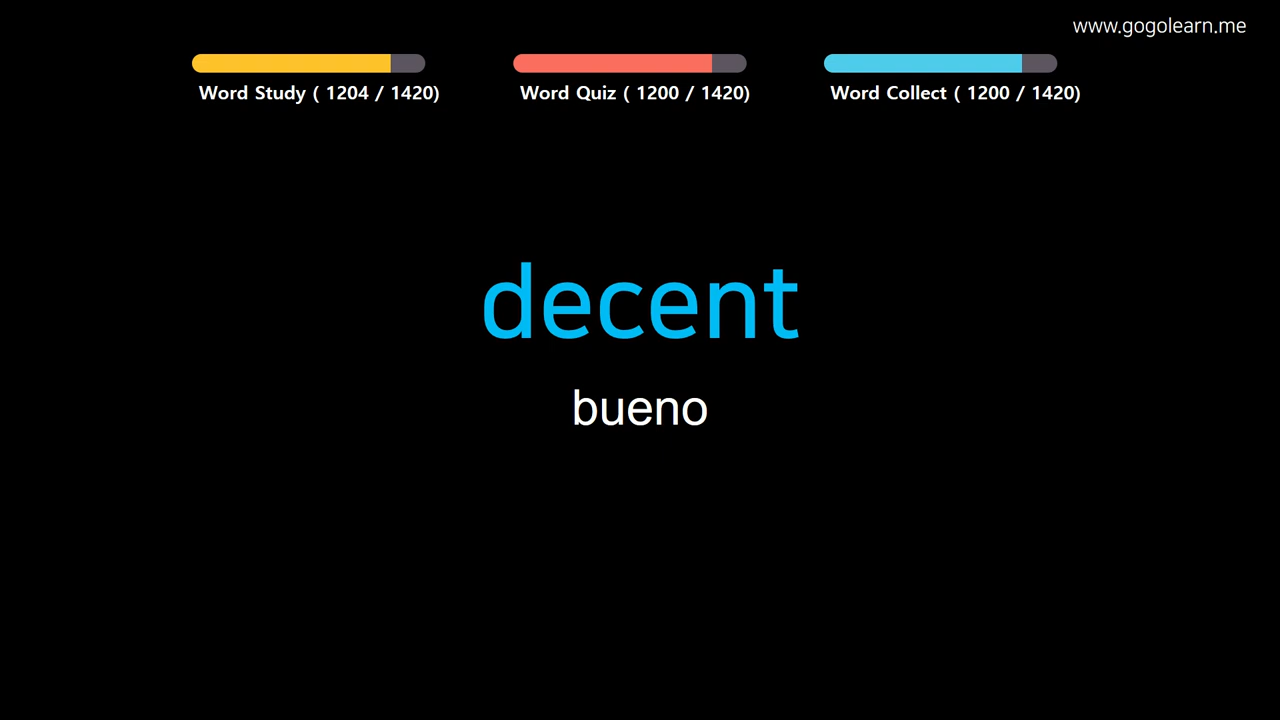 www.gogolearn.me
Word Study ( 1204 / 1420)
Word Quiz ( 1200 / 1420)
Word Collect ( 1200 / 1420)
decent
bueno